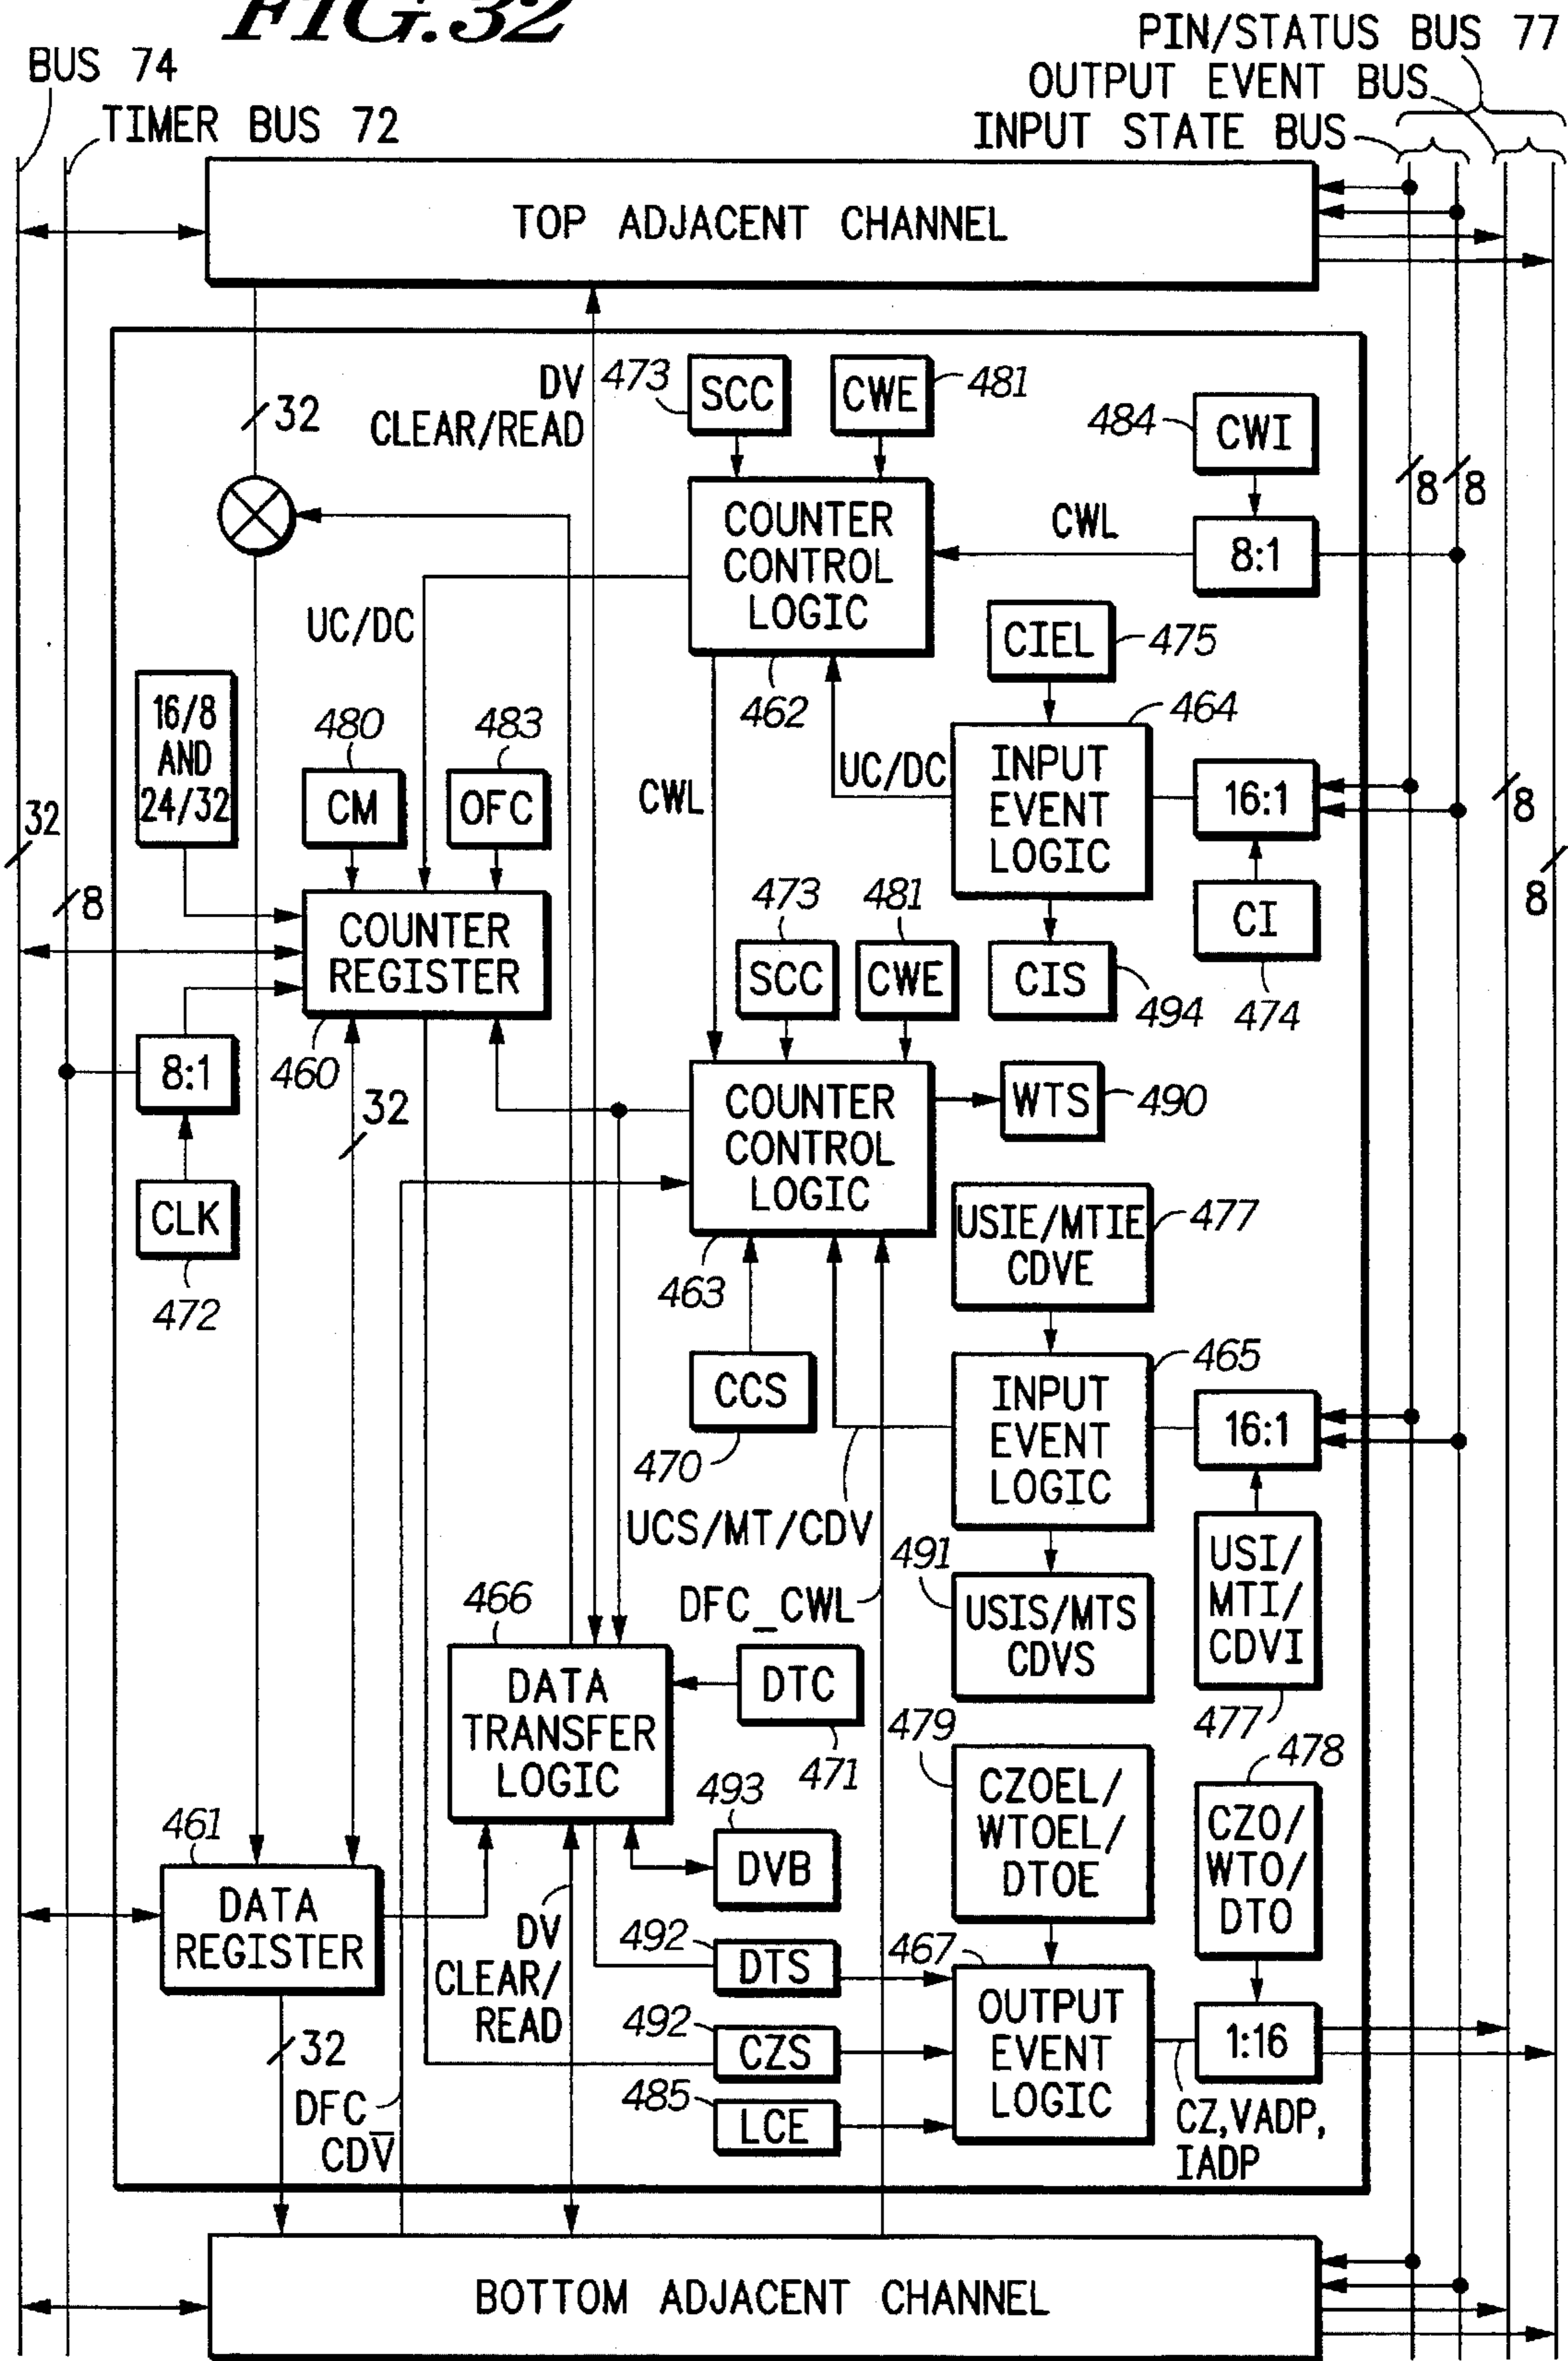 FIG.32
PIN/STATUS BUS 77
BUS 74
OUTPUT EVENT BUS
TIMER BUS 72
INPUT STATE BUS
TOP ADJACENT CHANNEL
32
DV
CLEAR/READ
473
SCC
CWE
481
484
CWI
8
8
COUNTER
CONTROL
LOGIC
462
CWL
8:1
UC/DC
CIEL
475
16/8
AND
24/32
480
CM
483
OFC
CWL
UC/DC
464
INPUT
EVENT
LOGIC
16:1
8
8
32
8
COUNTER
REGISTER
460
473
SCC
481
CWE
CIS
494
CI
474
8:1
32
CLK
472
COUNTER
CONTROL
LOGIC
463
WTS
490
USIE/MTIE
CDVE
477
CCS
470
465
INPUT
EVENT
LOGIC
16:1
UCS/MT/CDV
491
USIS/MTS
CDVS
USI/
MTI/
CDVI
477
DFC_CWL
466
DATA
TRANSFER
LOGIC
DTC
471
479
CZOEL/
WTOEL/
DTOE
478
CZO/
WTO/
DTO
493
DVB
461
DATA
REGISTER
DV
CLEAR/
READ
492
DTS
467
OUTPUT
EVENT
LOGIC
1:16
492
CZS
485
LCE
32
DFC
CDV̅
CZ,VADP,
IADP
BOTTOM ADJACENT CHANNEL